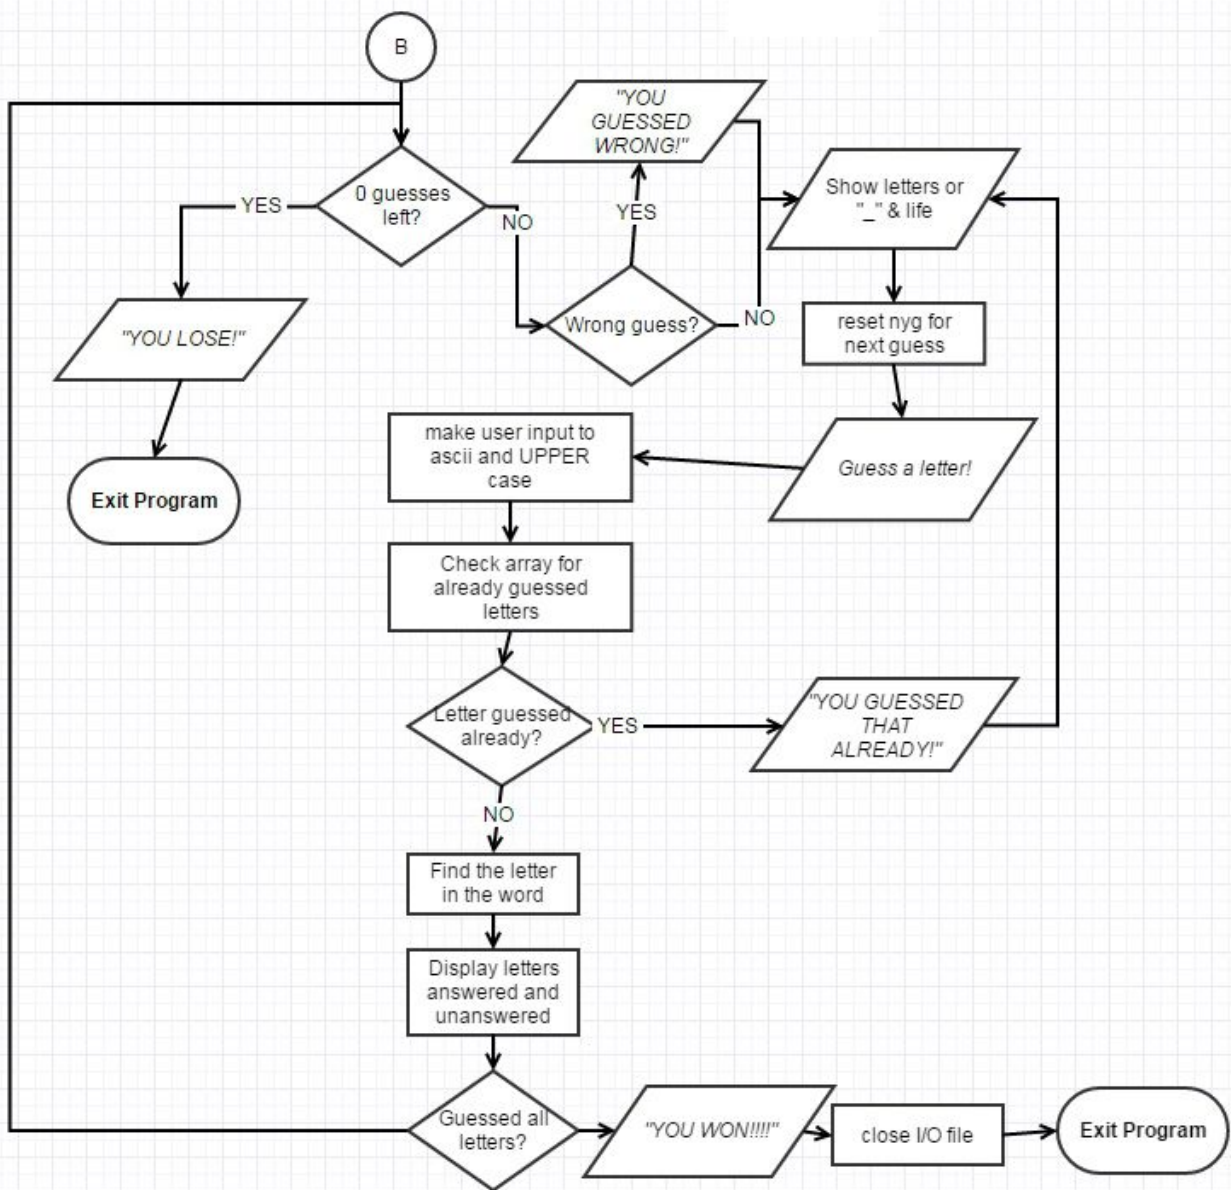 B
"YOU
GUESSED
WRONG!"
0 guesses
left?
YES
NO
YES
Show letters or
"_" & life
"YOU LOSE!"
Wrong guess?
NO
reset nyg for
next guess
Exit Program
make user input to
ascii and UPPER
case
Guess a letter!
Check array for
already guessed
letters
Letter guessed
already?
YES
"YOU GUESSED
THAT
ALREADY!"
NO
Find the letter
in the word
Display letters
answered and
unanswered
Guessed all
letters?
"YOU WON!!!!"
close I/O file
Exit Program